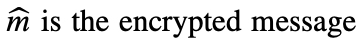 m̂ is the encrypted message